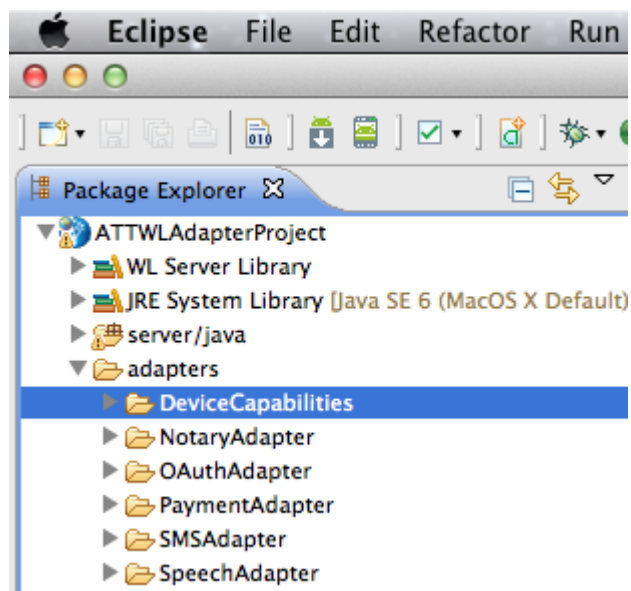 Eclipse File Edit Refactor Run
010
Package Explorer
ATTWLAdapterProject
WL Server Library
JRE System Library [Java SE 6 (MacOS X Default)
server/java
adapters
DeviceCapabilities
NotaryAdapter
OAuthAdapter
PaymentAdapter
SMSAdapter
SpeechAdapter